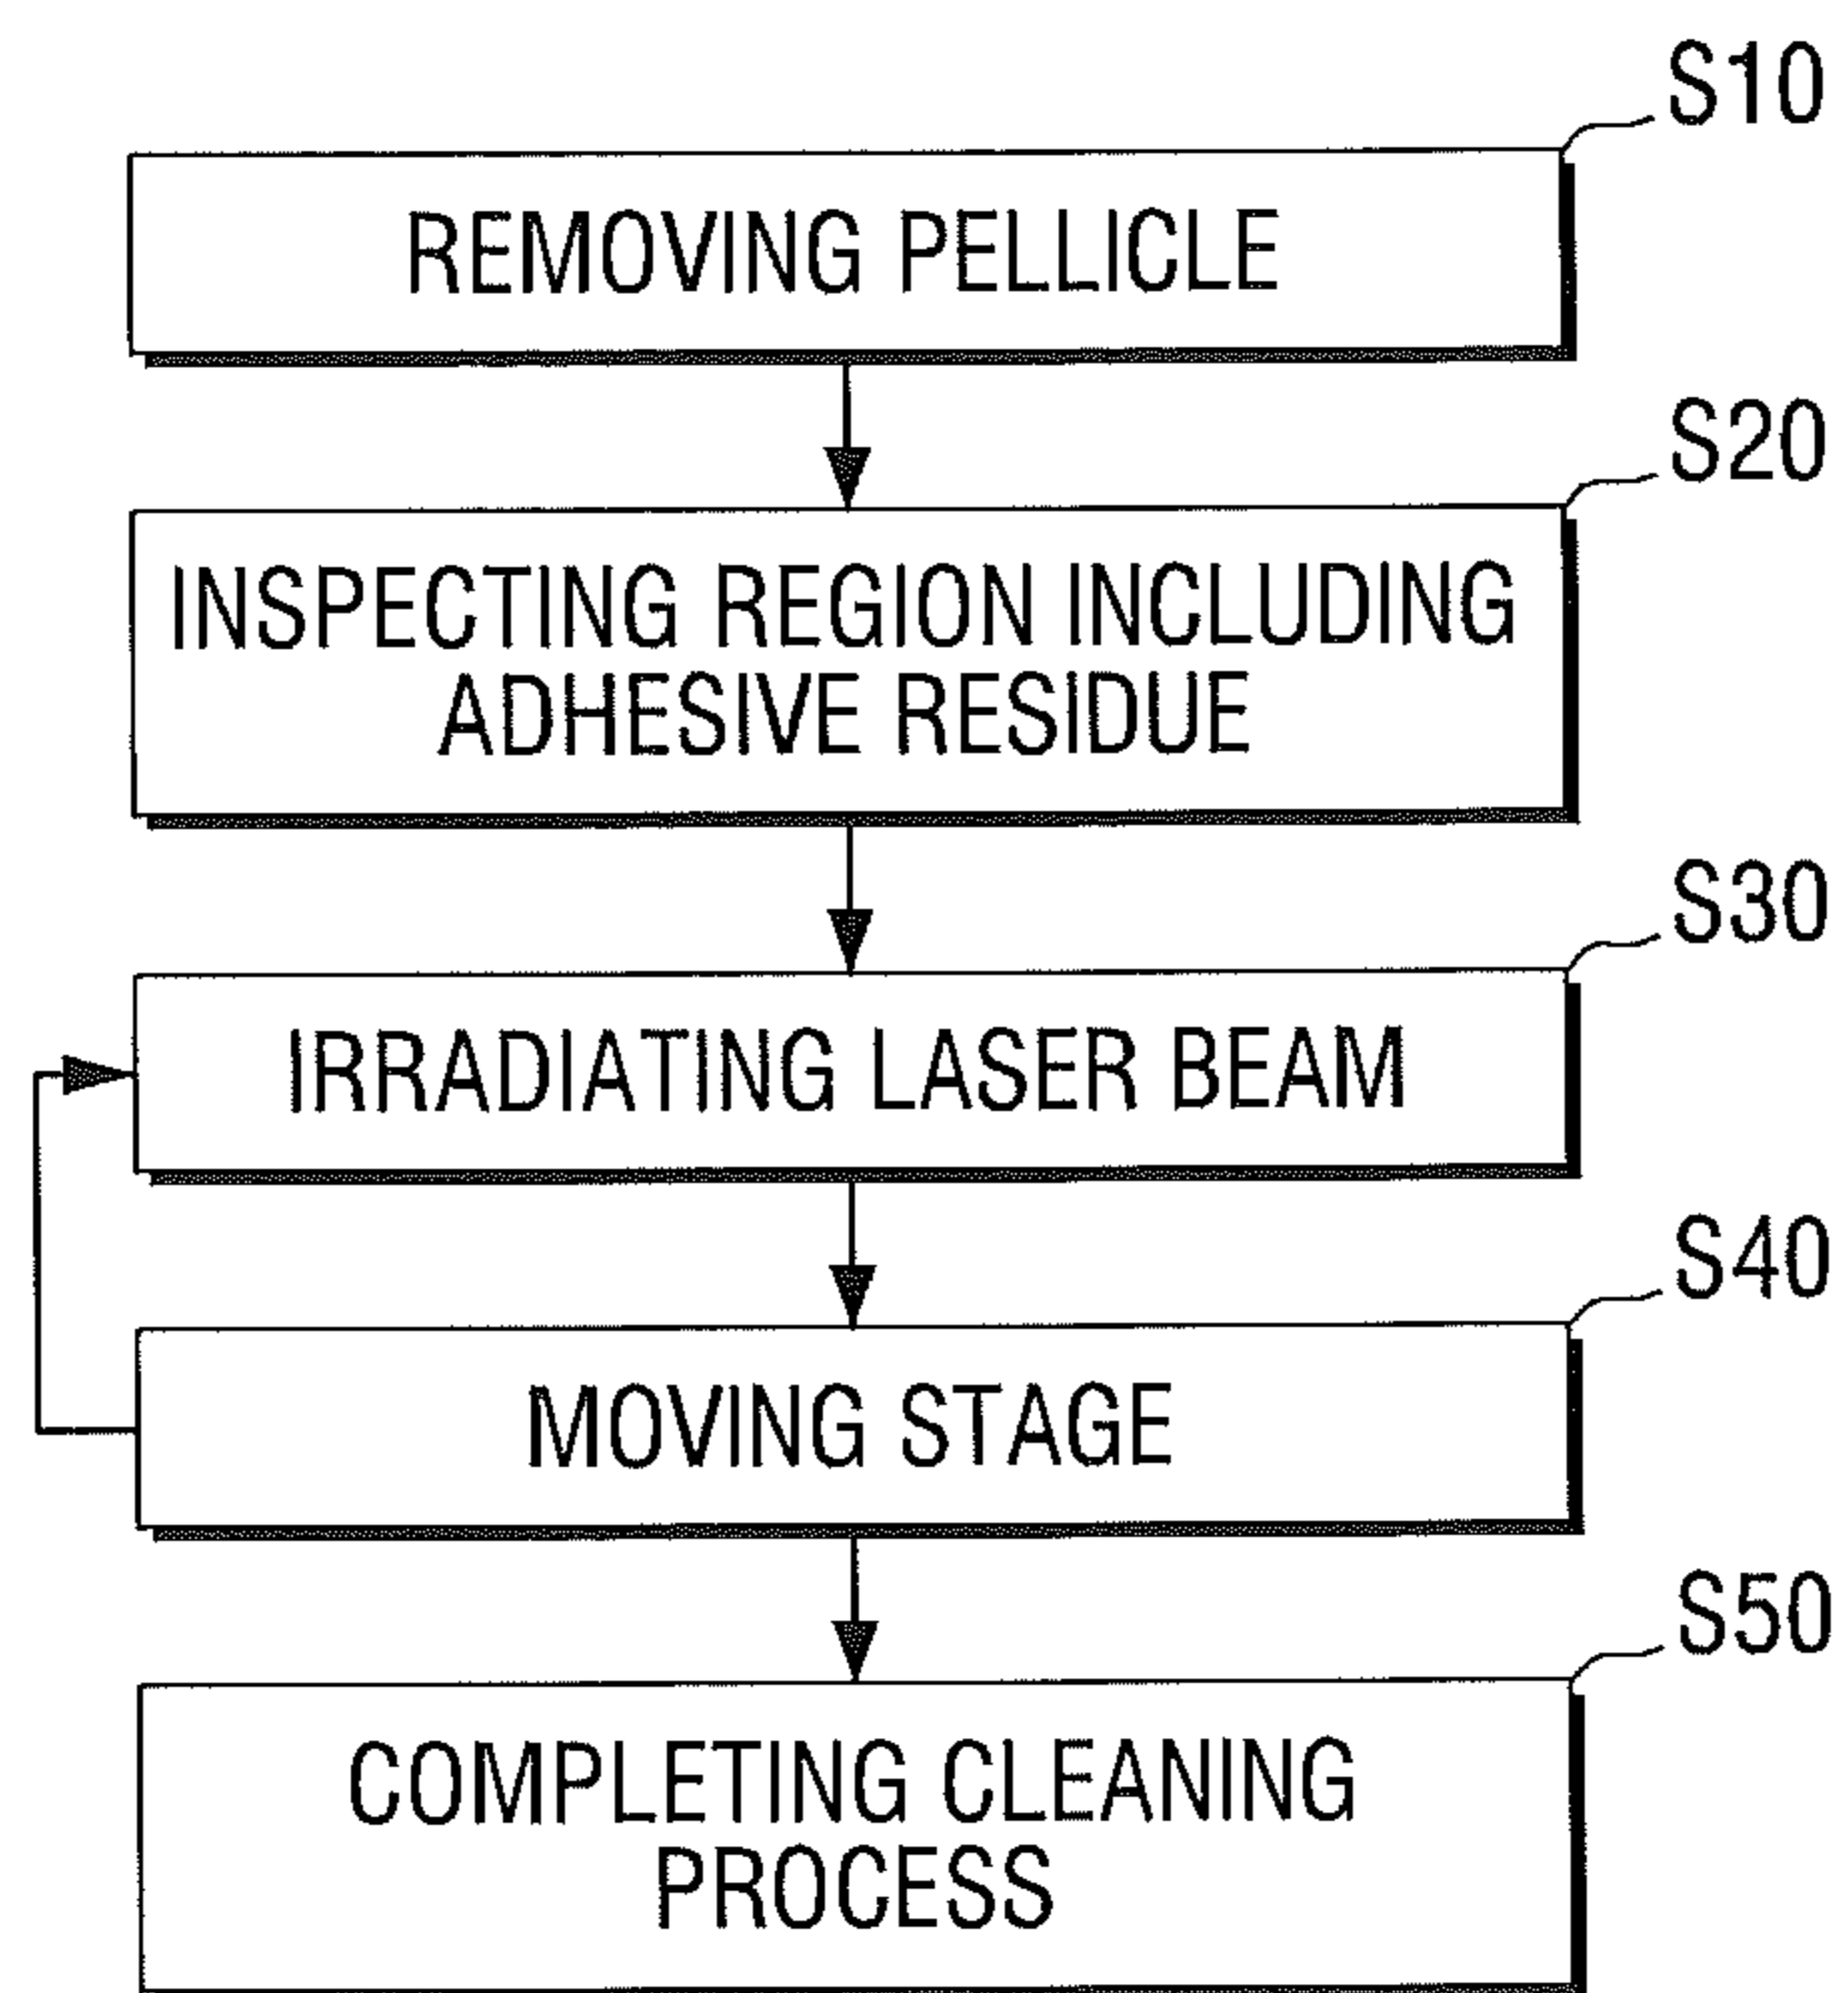 S10
REMOVING PELLICLE
S20
INSPECTING REGION INCLUDING
ADHESIVE RESIDUE
S30
IRRADIATING LASER BEAM
S40
MOVING STAGE
S50
COMPLETING CLEANING
PROCESS